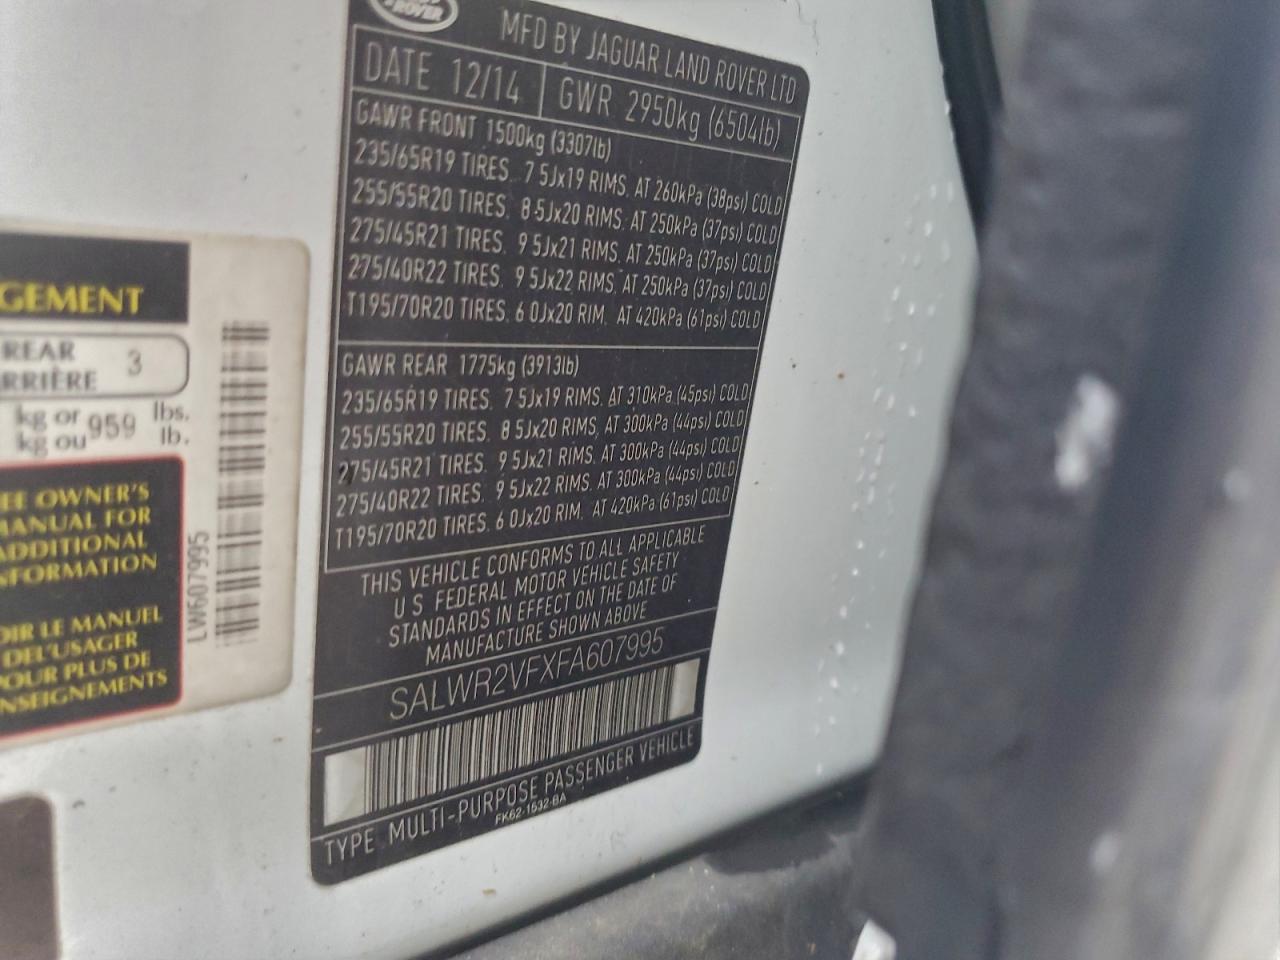 ROVER
MFD BY JAGUAR LAND ROVER LTD
DATE 12/14 GWR 2950kg (6504lb)
GAWR FRONT 1500kg (3307lb)
235/65R19 TIRES. 7 5Jx19 RIMS. AT 260kPa (38psi) COLD
255/55R20 TIRES. 8 5Jx20 RIMS. AT 250kPa (37psi) COLD
275/45R21 TIRES. 9 5Jx21 RIMS. AT 250kPa (37psi) COLD
275/40R22 TIRES. 9 5Jx22 RIMS. AT 250kPa (37psi) COLD
T195/70R20 TIRES. 6 0Jx20 RIM. AT 420kPa (61psi) COLD
GAWR REAR 1775kg (3913lb)
235/65R19 TIRES. 7 5Jx19 RIMS. AT 310kPa (45psi) COLD
255/55R20 TIRES. 8 5Jx20 RIMS. AT 300kPa (44psi) COLD
275/45R21 TIRES. 9 5Jx21 RIMS. AT 300kPa (44psi) COLD
275/40R22 TIRES. 9 5Jx22 RIMS. AT 300kPa (44psi) COLD
T195/70R20 TIRES. 6 0Jx20 RIM. AT 420kPa (61psi) COLD
THIS VEHICLE CONFORMS TO ALL APPLICABLE
U S FEDERAL MOTOR VEHICLE SAFETY
STANDARDS IN EFFECT ON THE DATE OF
MANUFACTURE SHOWN ABOVE
SALWR2VFXFA607995
TYPE MULTI-PURPOSE PASSENGER VEHICLE
FK62-1532-BA
GEMENT
REAR 3
RRIÈRE
kg or 959 lbs.
kg ou lb.
EE OWNER'S
MANUAL FOR
ADDITIONAL
NFORMATION
OIR LE MANUEL
DE L'USAGER
POUR PLUS DE
NSEIGNEMENTS
LW607995